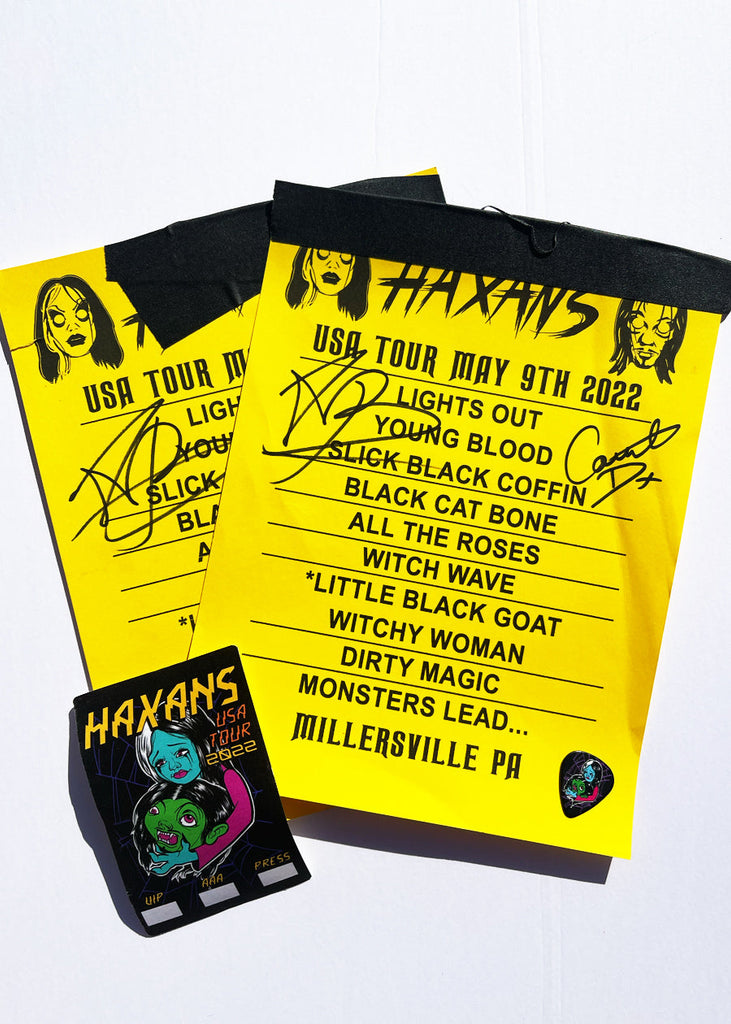 USA TOUR M
LIGH
YOU
SLICK
BLA
A
*L
HAXANS
USA TOUR MAY 9TH 2022
LIGHTS OUT
YOUNG BLOOD
SLICK BLACK COFFIN
BLACK CAT BONE
ALL THE ROSES
WITCH WAVE
*LITTLE BLACK GOAT
WITCHY WOMAN
DIRTY MAGIC
MONSTERS LEAD...
MILLERSVILLE PA
HAXANS
USA
TOUR
2022
VIP
AAA
PRESS